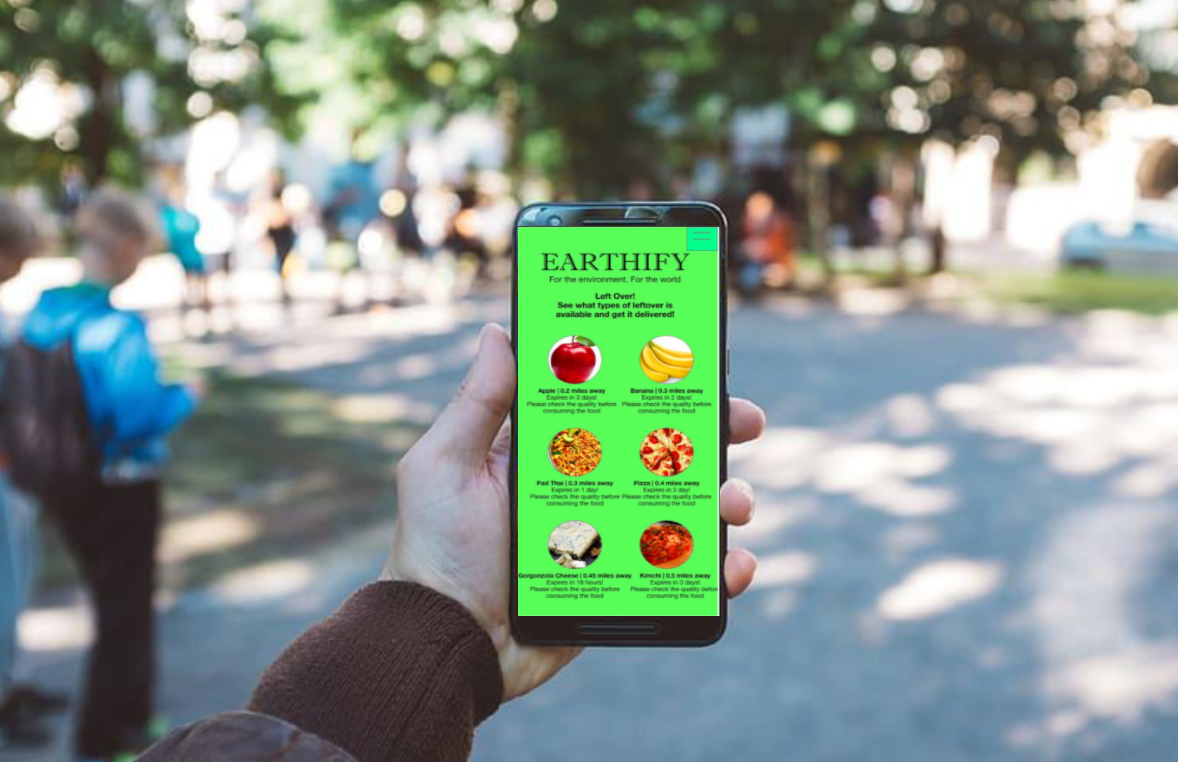 EARTHIFY
For the environment, For the world
Left Over!
See what types of leftover is
available and get it delivered!
Apple | 0.2 miles away
Expires in 3 days!
Please check the quality before
consuming the food
Banana | 0.3 miles away
Expires in 2 days!
Please check the quality before
consuming the food
Pad Thai | 0.3 miles away
Expires in 1 day!
Please check the quality before
consuming the food
Pizza | 0.4 miles away
Expires in 3 day!
Please check the quality before
consuming the food
Gorgonzola Cheese | 0.45 miles away
Expires in 18 hours!
Please check the quality before
consuming the food
Kimchi | 0.5 miles away
Expires in 3 days!
Please check the quality before
consuming the food